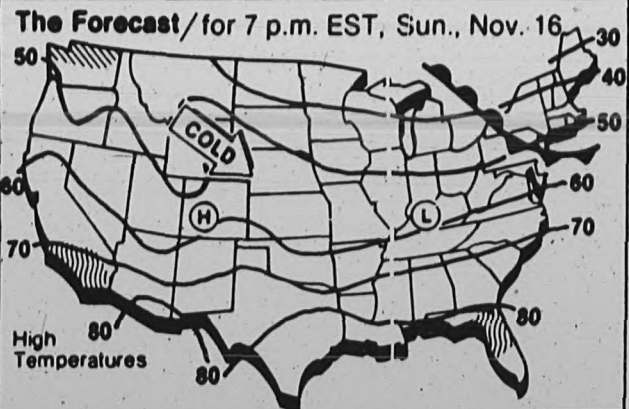 The Forecast/for 7 p.m. EST, Sun., Nov. 16
30
50
40
COLD
50
60
60
H
L
70
70
80
80
High
Temperatures
80